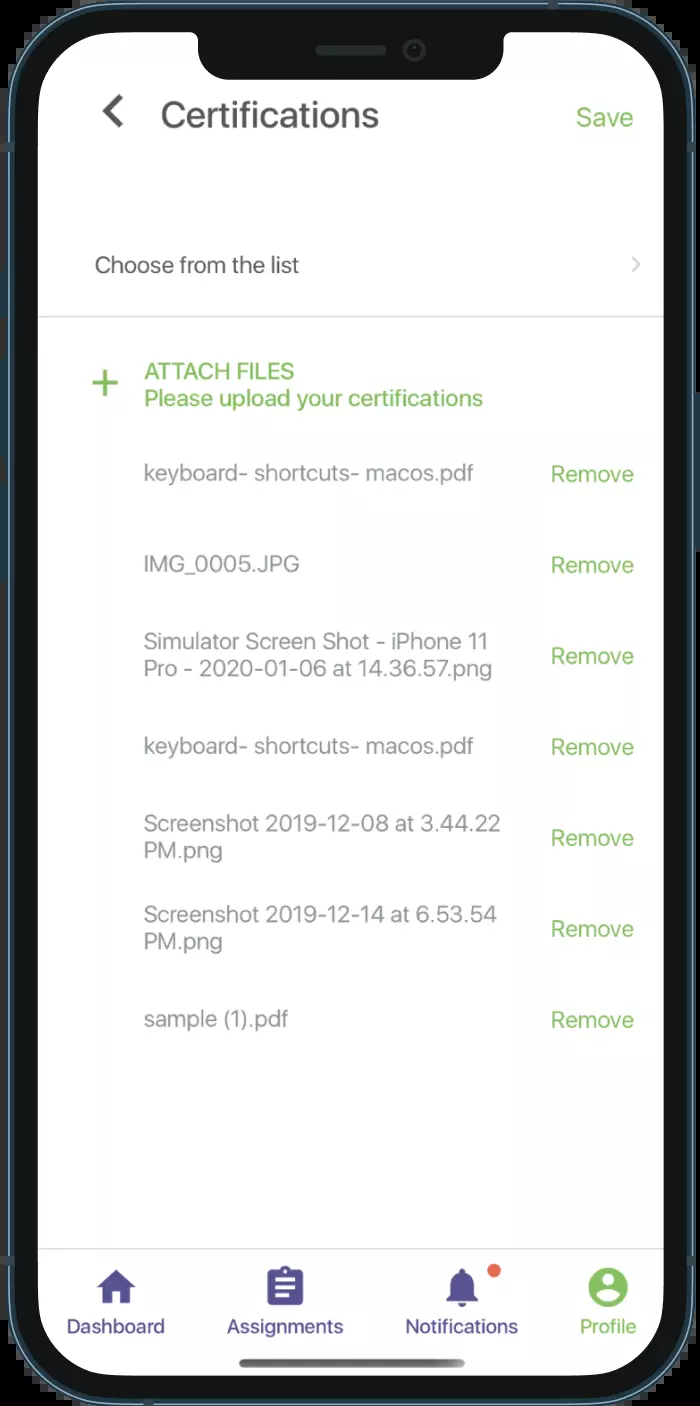 Certifications
Save
Choose from the list
ATTACH FILES
Please upload your certifications
keyboard- shortcuts- macos.pdf
Remove
IMG_0005.JPG
Remove
Simulator Screen Shot - iPhone 11
Pro - 2020-01-06 at 14.36.57.png
Remove
keyboard- shortcuts- macos.pdf
Remove
Screenshot 2019-12-08 at 3.44.22
PM.png
Remove
Screenshot 2019-12-14 at 6.53.54
PM.png
Remove
sample (1).pdf
Remove
Dashboard
Assignments
Notifications
Profile